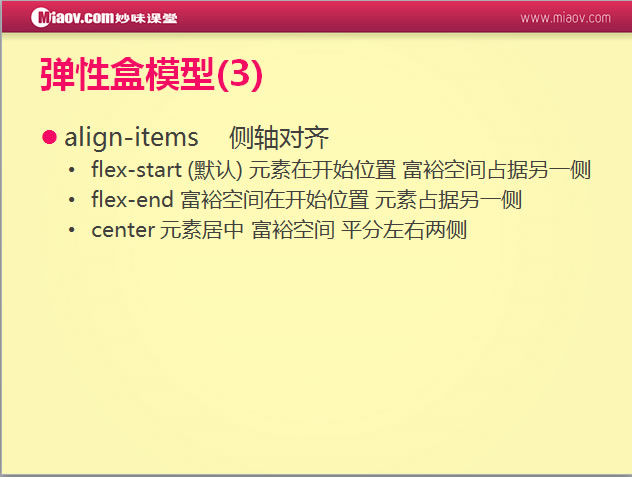 Miaov.com妙味课堂
www.miaov.com
弹性盒模型(3)
align-items 侧轴对齐
flex-start (默认) 元素在开始位置 富裕空间占据另一侧
flex-end 富裕空间在开始位置 元素占据另一侧
center 元素居中 富裕空间 平分左右两侧